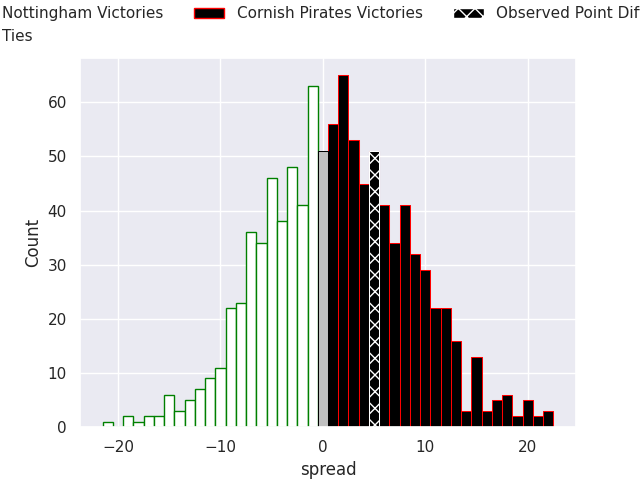 Nottingham Victories Cornish Pirates Victories Observed Point Dif
Ties
60
50
40
30
20
10
0
Count
−20 −10 0 10 20
spread